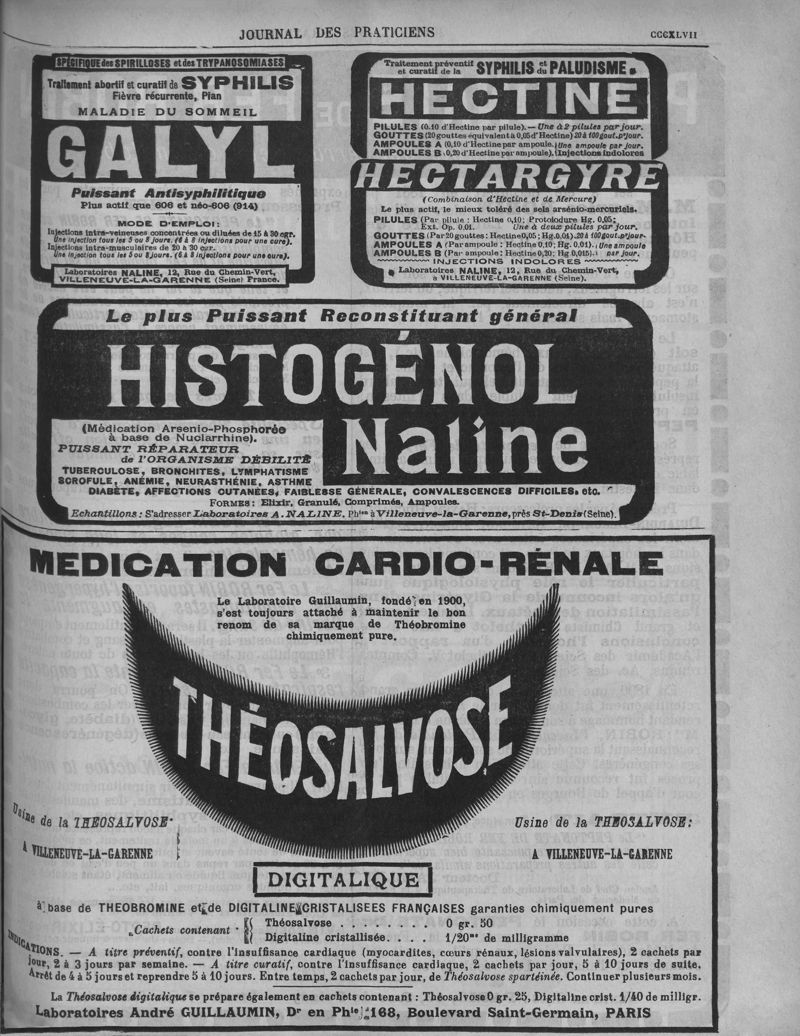 JOURNAL DES PRATICIENS
CCCXLVII
SPÉCIFIQUE des SPIRILLOSES et des TRYPANOSOMIASES
Traitement abortif et curatif de SYPHILIS
Fièvre récurrente, Pian
MALADIE DU SOMMEIL
GALYL
Puissant Antisyphilitique
Plus actif que 606 et néo-606 (914)
MODE D'EMPLOI:
Injections intra-veineuses concentrées ou diluées de 15 à 30 cgr.
Une injection tous les 5 ou 8 jours. (6 à 8 injections pour une cure).
Injections intra-musculaires de 20 à 30 cgr.
Une injection tous les 5 ou 8 jours. (6 à 8 injections pour une cure).
Laboratoires NALINE, 12, Rue du Chemin-Vert,
VILLENEUVE-LA-GARENNE (Seine) France.
Traitement préventif et curatif de la SYPHILIS et du PALUDISME
HECTINE
PILULES (0.10 d'Hectine par pilule). — Une à 2 pilules par jour.
GOUTTES (20 gouttes équivalent à 0,05 d'Hectine) 20 à 100 gout. p. jour.
AMPOULES A (0,10 d'Hectine par ampoule. Une ampoule par jour.
AMPOULES B (0,20 d'Hectine par ampoule). Injections indolores
HECTARGYRE
(Combinaison d'Hectine et de Mercure)
Le plus actif, le mieux toléré des sels arsénio-mercuriels.
PILULES (Par pilule : Hectine 0,10; Protoiodure Hg. 0,05;
Ext. Op. 0.01. Une à deux pilules par jour.
GOUTTES (Par 20 gouttes : Hectine 0,05; Hg. 0,01). 20 à 100 gout. p. jour.
AMPOULES A (Par ampoule : Hectine 0,10; Hg. 0,01). Une ampoule
AMPOULES B (Par ampoule: Hectine 0,20; Hg 0,015). par jour.
INJECTIONS INDOLORES
Laboratoires NALINE, 12, Rue du Chemin-Vert,
à VILLENEUVE-LA-GARENNE (Seine).
Le plus Puissant Reconstituant général
HISTOGÉNOL
Naline
(Médication Arsenio-Phosphorée
à base de Nuclarrhine).
PUISSANT RÉPARATEUR
de l'ORGANISME DÉBILITÉ
TUBERCULOSE, BRONCHITES, LYMPHATISME
SCROFULE, ANÉMIE, NEURASTHÉNIE, ASTHME
DIABÈTE, AFFECTIONS CUTANÉES, FAIBLESSE GÉNÉRALE, CONVALESCENCES DIFFICILES, etc.
FORMES: Elixir, Granulé, Comprimés, Ampoules.
Echantillons : S'adresser Laboratoires A. NALINE, Phien à Villeneuve-la-Garenne, près St-Denis (Seine).
MEDICATION CARDIO-RÉNALE
Le Laboratoire Guillaumin, fondé en 1900,
s'est toujours attaché à maintenir le bon
renom de sa marque de Théobromine
chimiquement pure.
THÉOSALVOSE
Usine de la THEOSALVOSE
A VILLENEUVE-LA-GARENNE
Usine de la THEOSALVOSE:
A VILLENEUVE-LA-GARENNE
DIGITALIQUE
à base de THEOBROMINE et de DIGITALINE CRISTALISEES FRANÇAISES garanties chimiquement pures
Cachets contenant { Théosalvose . . . . . . . . 0 gr. 50
Digitaline cristallisée. . . . 1/20me de milligramme
INDICATIONS. — A titre préventif, contre l'insuffisance cardiaque (myocardites, cœurs rénaux, lésions valvulaires), 2 cachets par
jour, 2 à 3 jours par semaine. — A titre curatif, contre l'insuffisance cardiaque, 2 cachets par jour, 5 à 10 jours de suite.
Arrêt de 4 à 5 jours et reprendre 5 à 10 jours. Entre temps, 2 cachets par jour, de Théosalvose spartéinée. Continuer plusieurs mois.
La Théosalvose digitalique se prépare également en cachets contenant : Théosalvose 0 gr. 25, Digitaline crist. 1/40 de milligr.
Laboratoires André GUILLAUMIN, Dr en Phie, 168, Boulevard Saint-Germain, PARIS